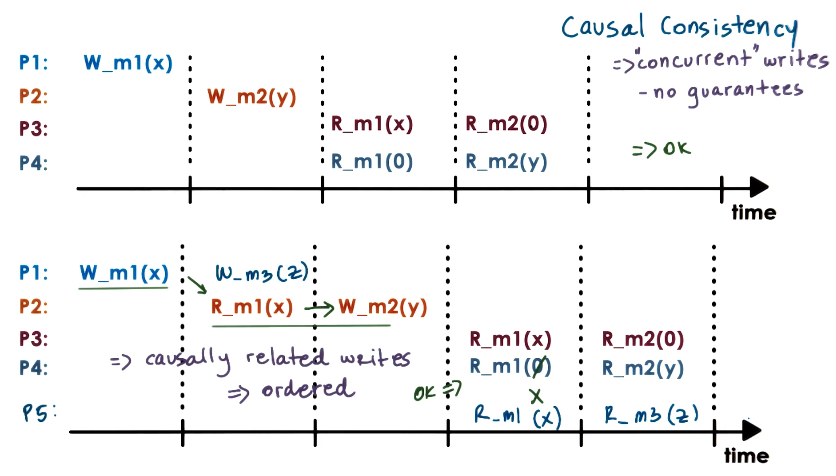 Causal Consistency
P1: W_m1(x) =>"concurrent" writes
P2: W_m2(y) - no guarantees
P3: R_m1(x) R_m2(0)
P4: R_m1(0) R_m2(y) => OK
time
P1: W_m1(x) W_m3(z)
P2: R_m1(x) W_m2(y)
P3: R_m1(x) R_m2(0)
=> causally related writes
P4: R_m1(0) R_m2(y)
=> ordered OK => x
P5: R_m1 (x) R_m3(z)
time